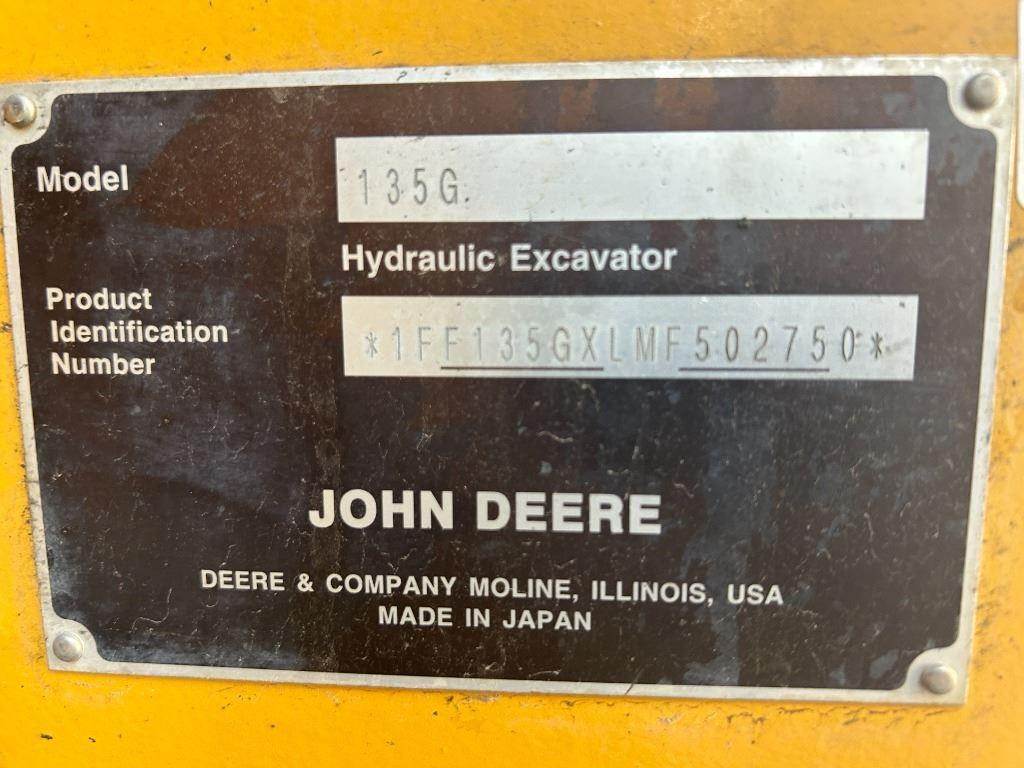 Model 135G
Hydraulic Excavator
Product
Identification
Number
*1FF135GXLMF502750*
JOHN DEERE
DEERE & COMPANY MOLINE, ILLINOIS, USA
MADE IN JAPAN